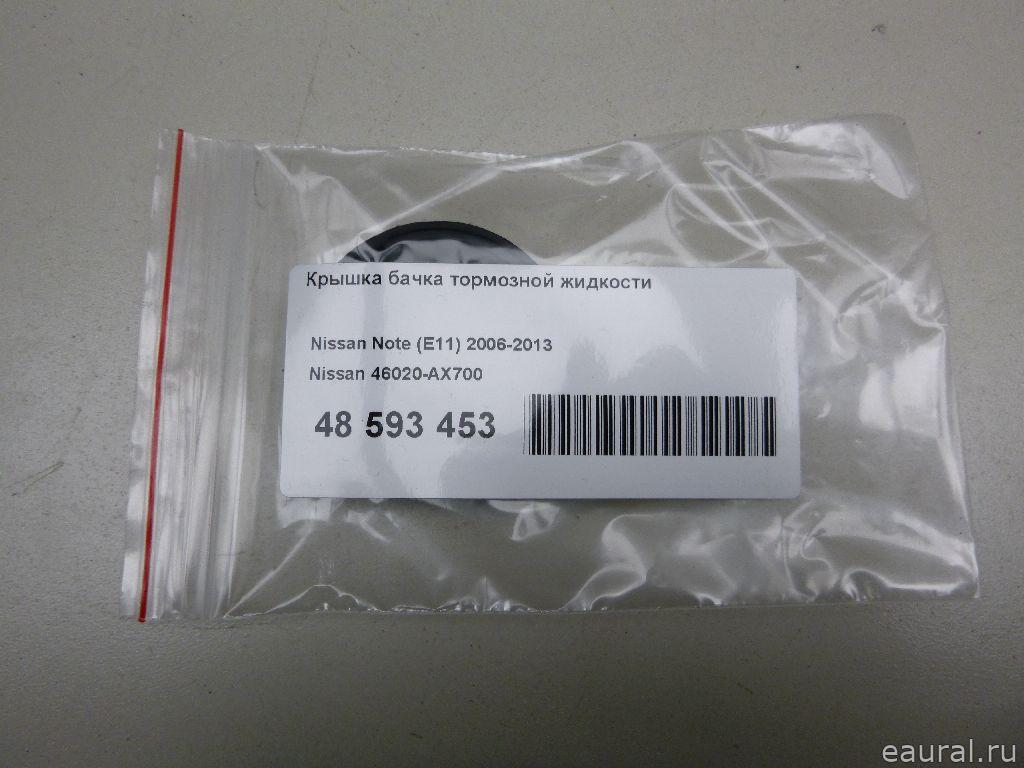 Крышка бачка тормозной жидкости
Nissan Note (E11) 2006-2013
Nissan 46020-AX700
48 593 453
eaural.ru